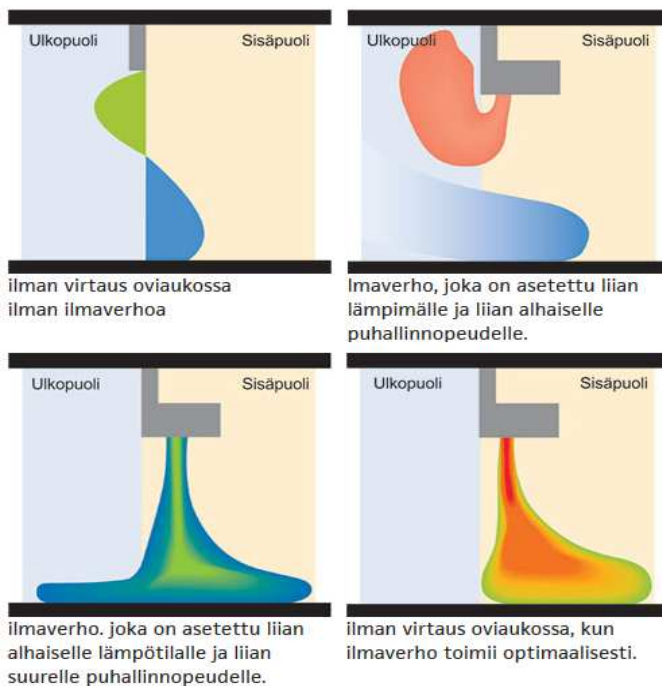 Ulkopuoli
Sisäpuoli
ilman virtaus oviaukossa
ilman ilmaverhoa
Ulkopuoli
Sisäpuoli
lmaverho, joka on asetettu liian
lämpimälle ja liian alhaiselle
puhallinnopeudelle.
Ulkopuoli
Sisäpuoli
ilmaverho. joka on asetettu liian
alhaiselle lämpötilalle ja liian
suurelle puhallinnopeudelle.
Ulkopuoli
Sisäpuoli
ilman virtaus oviaukossa, kun
ilmaverho toimii optimaalisesti.